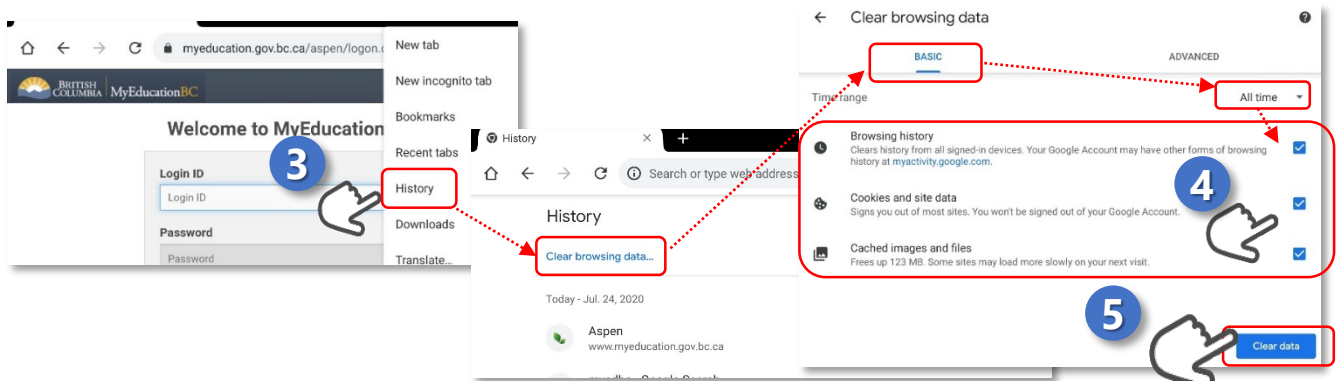 myeducation.gov.bc.ca/aspen/logon.
BRITISH
COLUMBIA
MyEducationBC
Welcome to MyEducation
Login ID
Login ID
Password
Password
3
New tab
New incognito tab
Bookmarks
Recent tabs
History
Downloads
Translate...
History
Search or type web address
History
Clear browsing data...
Today - Jul. 24, 2020
Aspen
www.myeducation.gov.bc.ca
Clear browsing data
BASIC
ADVANCED
Time range
All time
Browsing history
Clears history from all signed-in devices. Your Google Account may have other forms of browsing
history at myactivity.google.com.
4
Cookies and site data
Signs you out of most sites. You won't be signed out of your Google Account.
Cached images and files
Frees up 123 MB. Some sites may load more slowly on your next visit.
5
Clear data